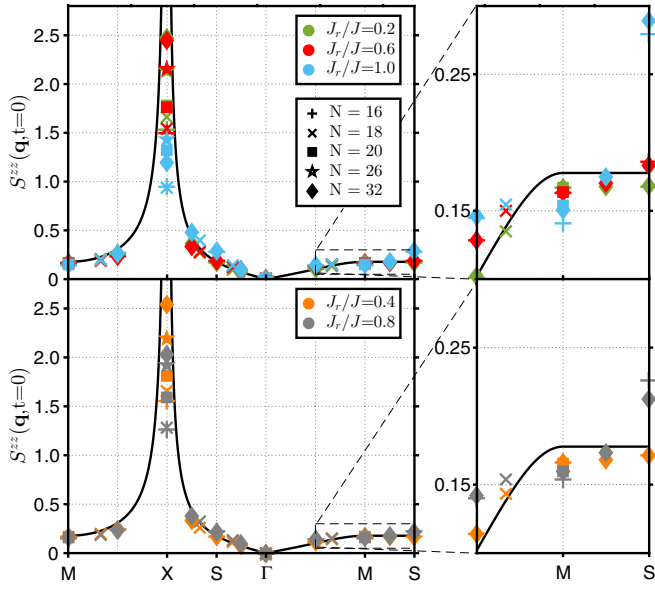 2.5
2.0
1.5
1.0
0.5
0
S^{zz}(q,t=0)
J_r/J=0.2
J_r/J=0.6
J_r/J=1.0
N = 16
N = 18
N = 20
N = 26
N = 32
0.25
0.15
2.5
2.0
1.5
1.0
0.5
0
S^{zz}(q,t=0)
J_r/J=0.4
J_r/J=0.8
0.25
0.15
M X S Γ M S
M S